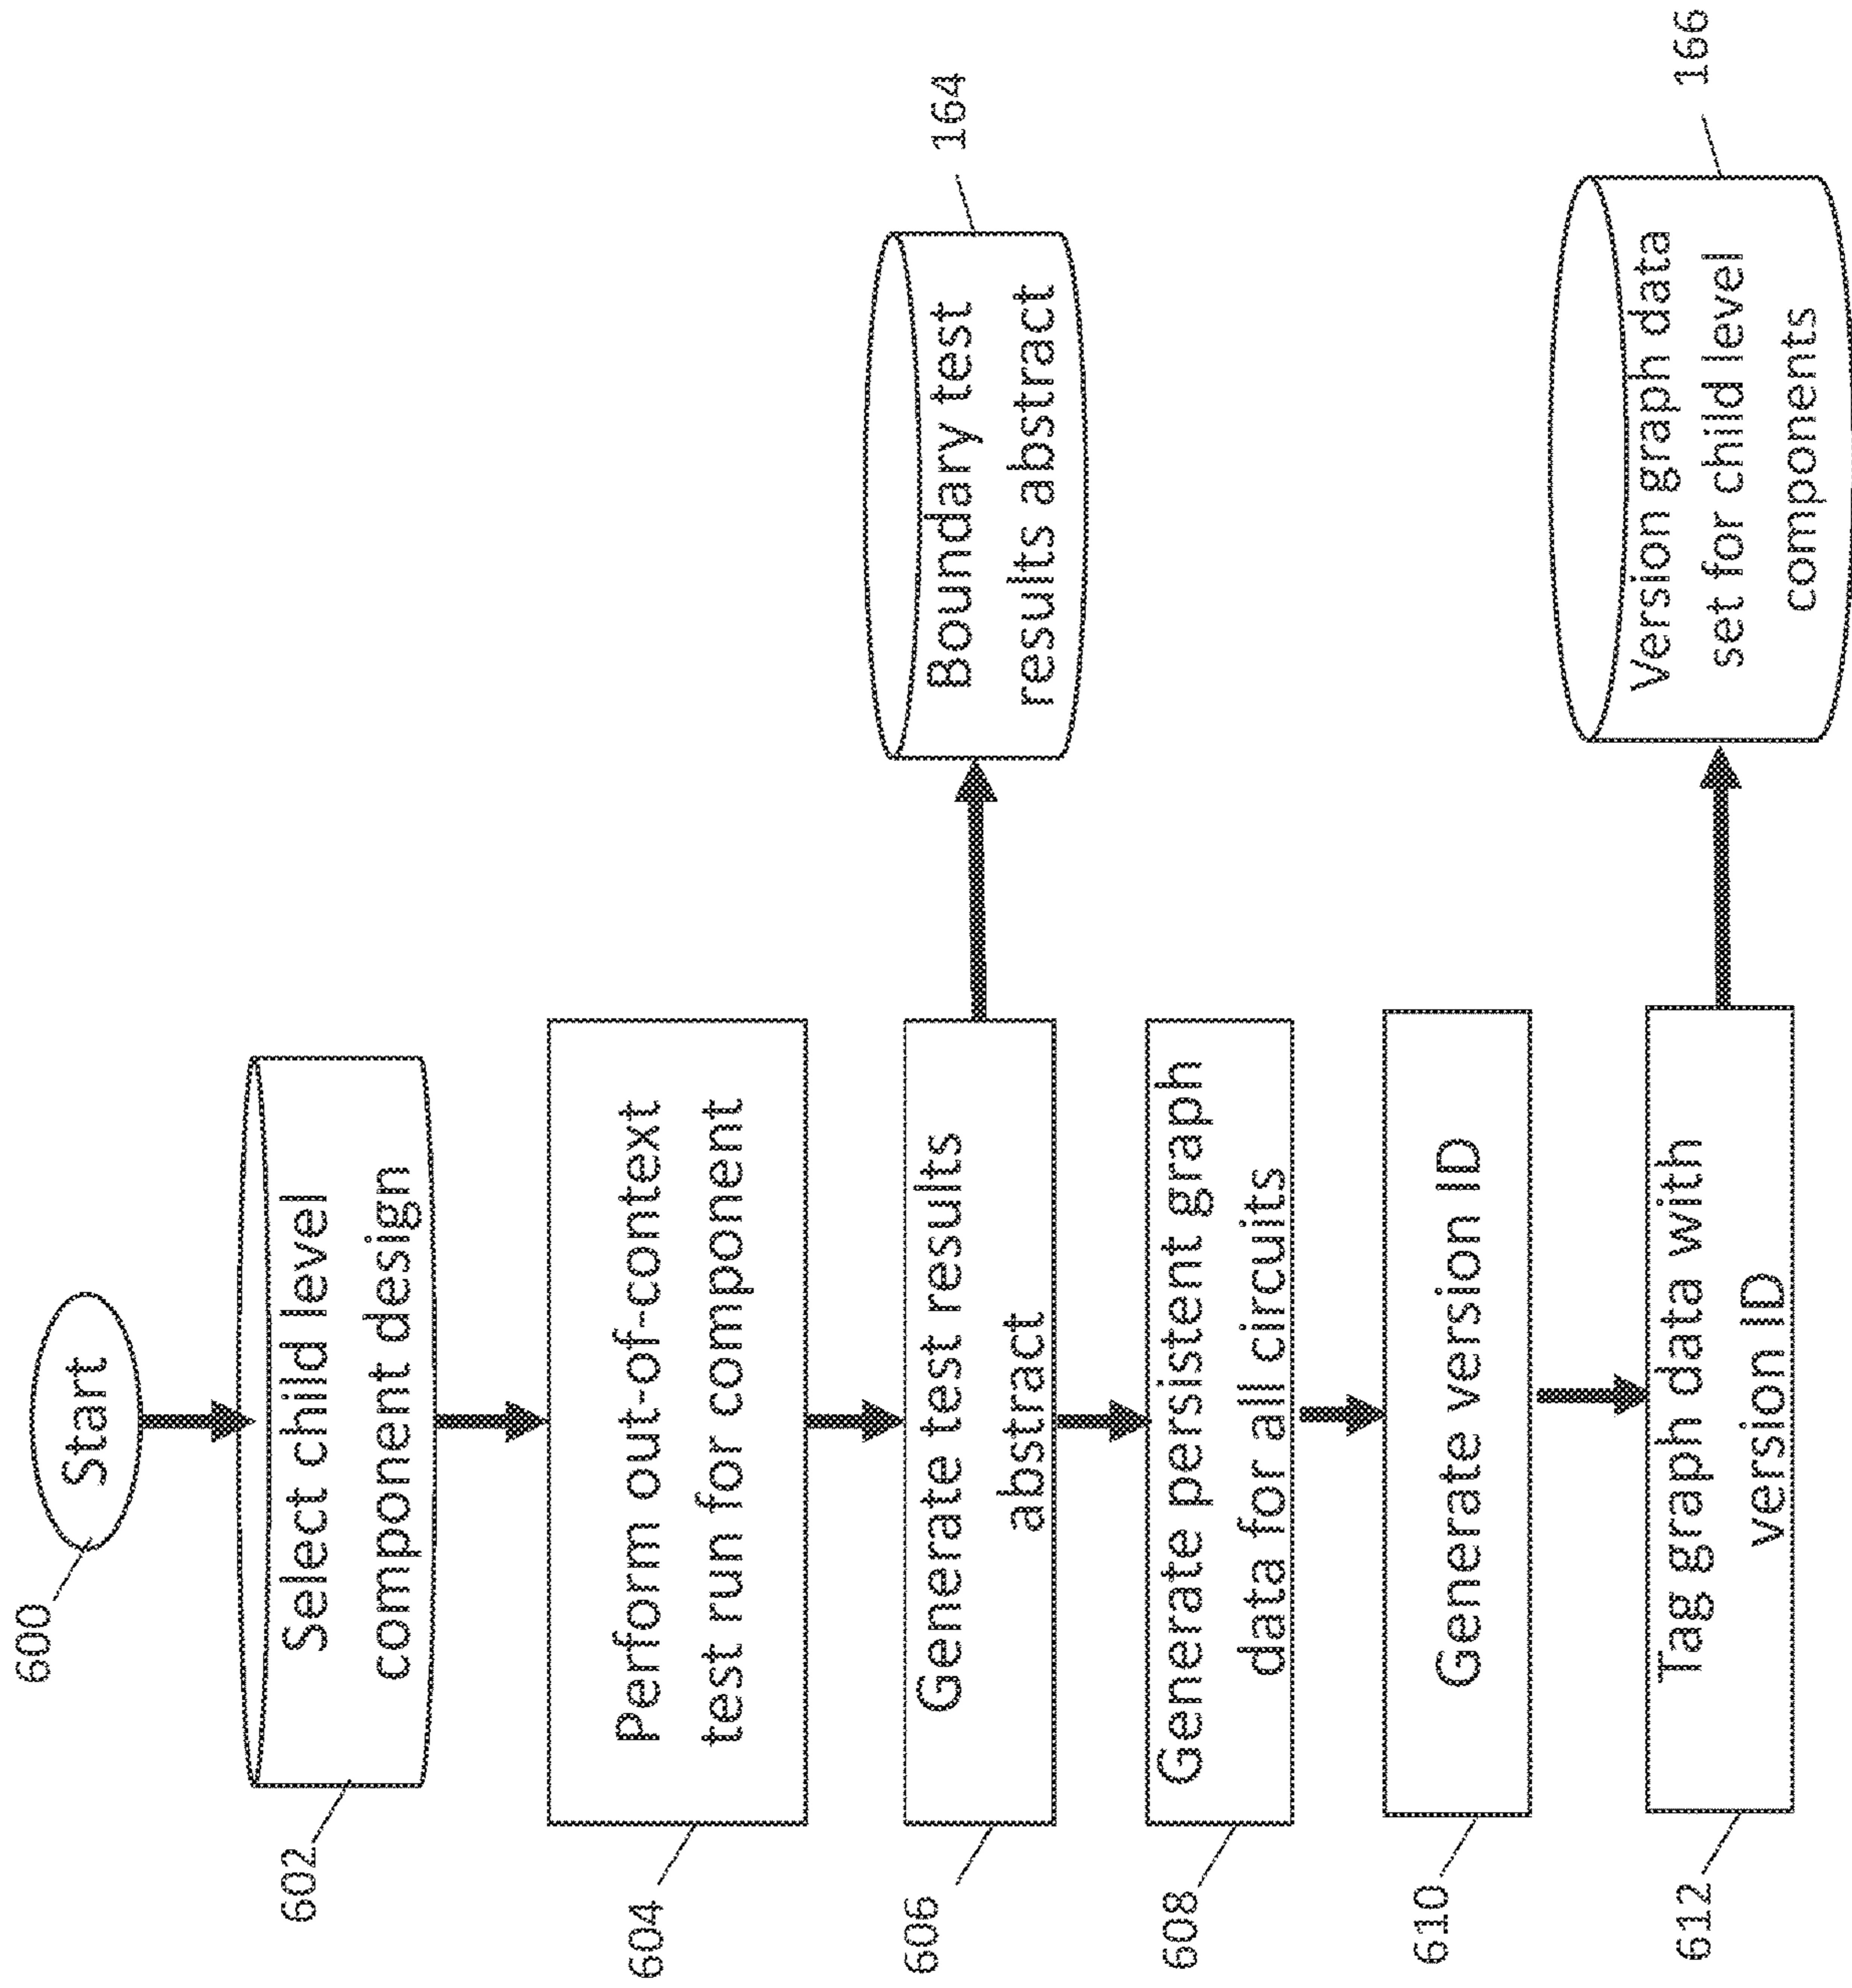 600
Start
602
Select child level
component design
604
Perform out-of-context
test run for component
606
Generate test results
abstract
164
Boundary test
results abstract
608
Generate persistent graph
data for all circuits
610
Generate version ID
612
Tag graph data with
version ID
166
Version graph data
set for child level
components